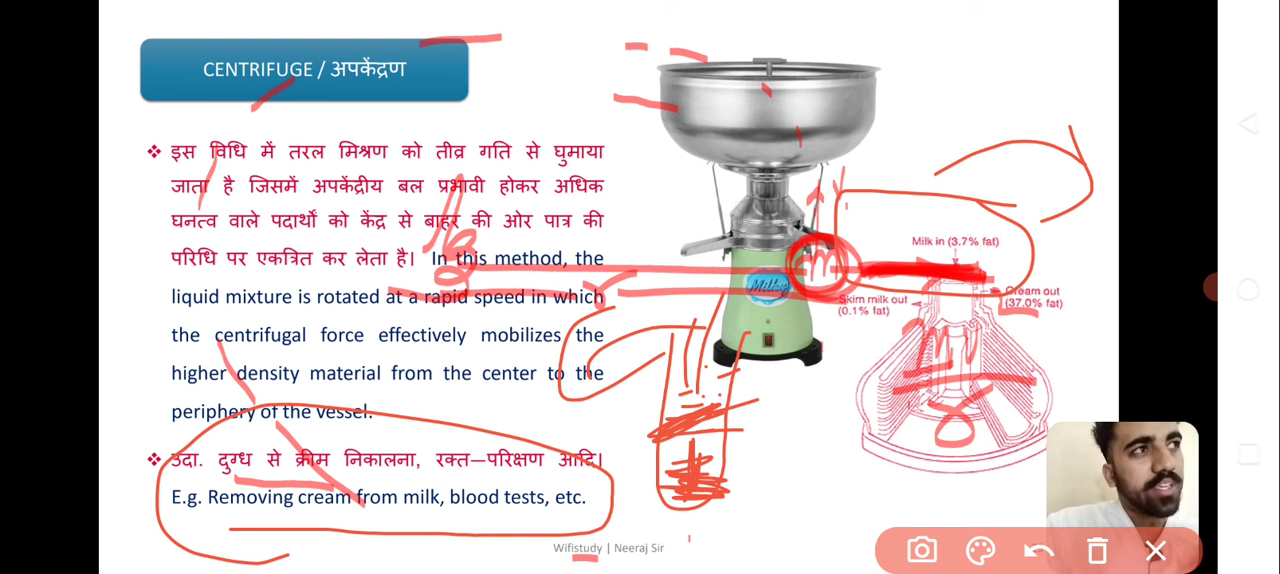 CENTRIFUGE / अपकेंद्रण
❖ इस विधि में तरल मिश्रण को तीव्र गति से घुमाया
जाता है जिसमें अपकेंद्रीय बल प्रभावी होकर अधिक
घनत्व वाले पदार्थों को केंद्र से बाहर की ओर पात्र की
परिधि पर एकत्रित कर लेता है। In this method, the
liquid mixture is rotated at a rapid speed in which
the centrifugal force effectively mobilizes the
higher density material from the center to the
periphery of the vessel.
❖ उदा. दुग्ध से क्रीम निकालना, रक्त–परिक्षण आदि।
E.g. Removing cream from milk, blood tests, etc.
Milky
Milk in (3.7% fat)
Cream out
(37.0% fat)
Skim milk out
(0.1% fat)
Wifistudy | Neeraj Sir